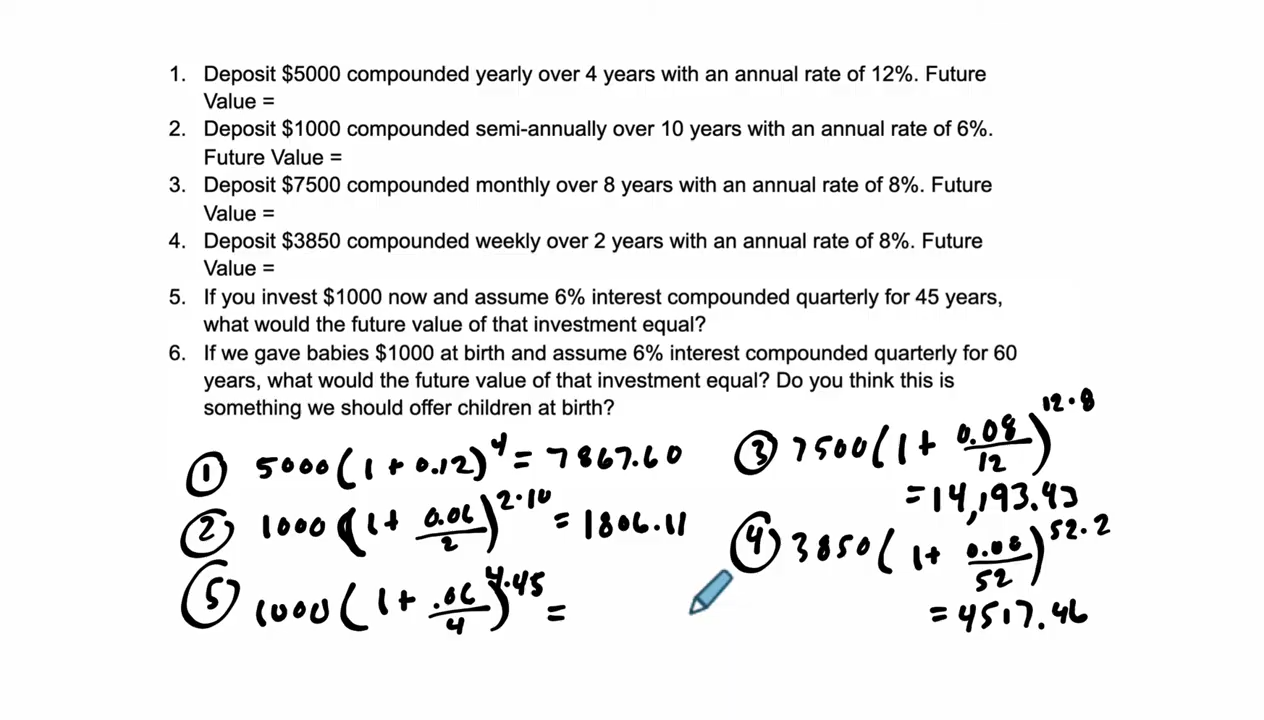 1. Deposit $5000 compounded yearly over 4 years with an annual rate of 12%. Future
Value =
2. Deposit $1000 compounded semi-annually over 10 years with an annual rate of 6%.
Future Value =
3. Deposit $7500 compounded monthly over 8 years with an annual rate of 8%. Future
Value =
4. Deposit $3850 compounded weekly over 2 years with an annual rate of 8%. Future
Value =
5. If you invest $1000 now and assume 6% interest compounded quarterly for 45 years,
what would the future value of that investment equal?
6. If we gave babies $1000 at birth and assume 6% interest compounded quarterly for 60
years, what would the future value of that investment equal? Do you think this is
something we should offer children at birth?
① 5000(1+0.12)^4 = 7867.60
② 1000(1+0.06/2)^2·10 = 1806.11
⑤ 1000(1+.06/4)^4·45 =
③ 7500(1+0.08/12)^12·8
= 14,193.43
④ 3850(1+0.08/52)^52·2
= 4517.46